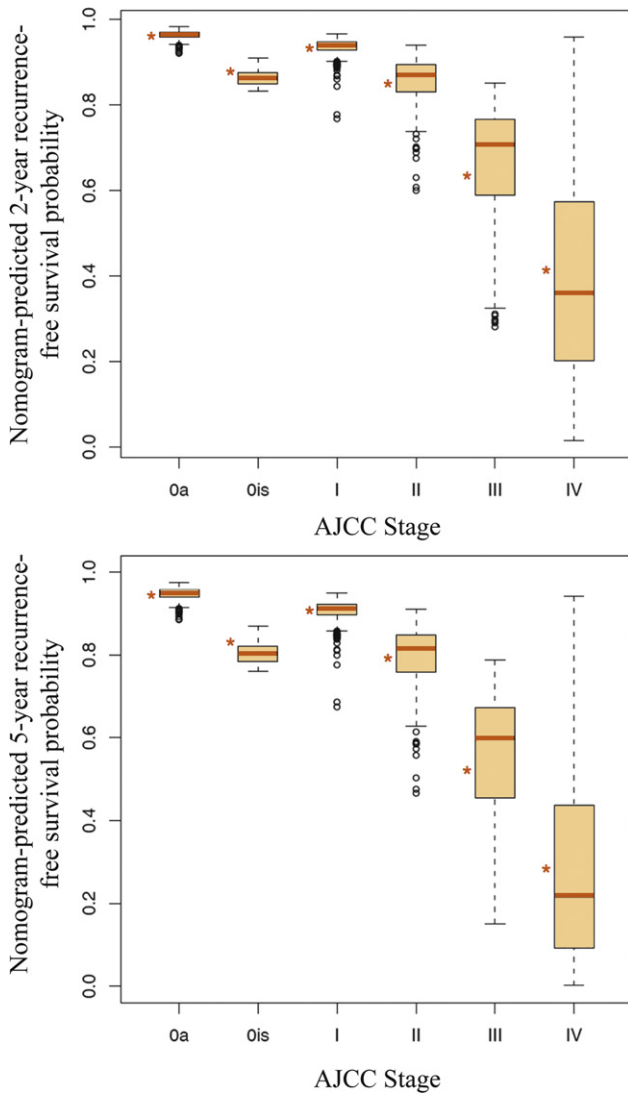 Nomogram-predicted 2-year recurrence-
free survival probability
1.0
0.8
0.6
0.4
0.2
0.0
0a
0is
I
II
III
IV
AJCC Stage
Nomogram-predicted 5-year recurrence-
free survival probability
1.0
0.8
0.6
0.4
0.2
0.0
0a
0is
I
II
III
IV
AJCC Stage